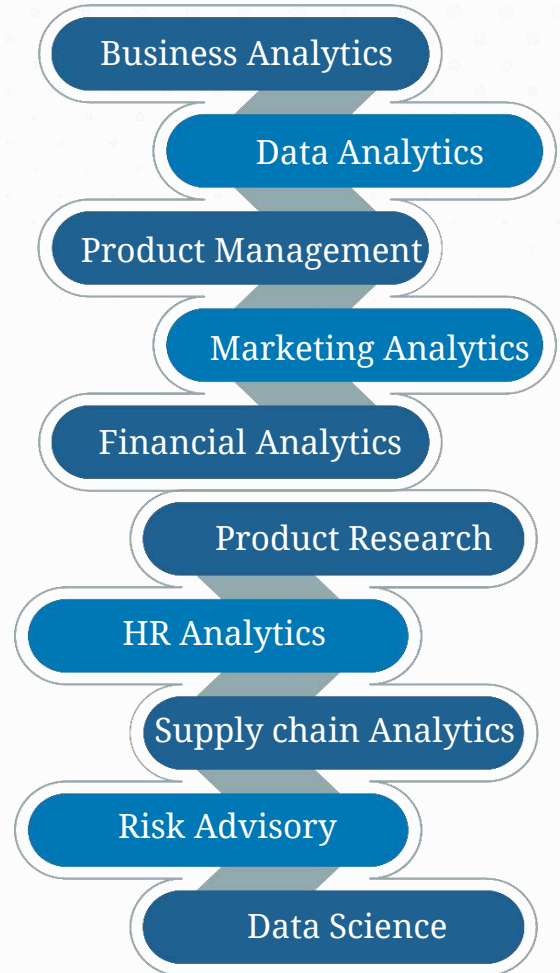 Business Analytics
Data Analytics
Product Management
Marketing Analytics
Financial Analytics
Product Research
HR Analytics
Supply chain Analytics
Risk Advisory
Data Science